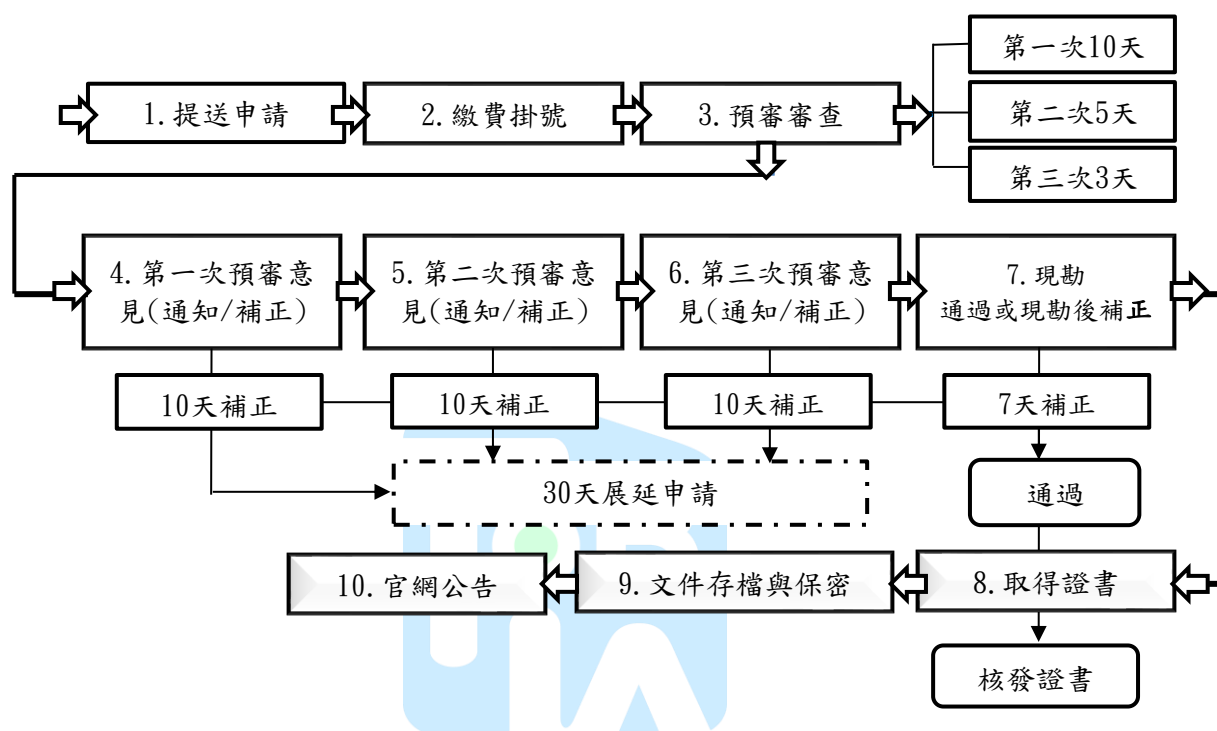 第一次10天
1.提送申請
2.繳費掛號
3.預審審查
第二次5天
第三次3天
4.第一次預審意
見(通知/補正)
5.第二次預審意
見(通知/補正)
6.第三次預審意
見(通知/補正)
7.現勘
通過或現勘後補正
10天補正
10天補正
10天補正
7天補正
30天展延申請
通過
10.官網公告
9.文件存檔與保密
8.取得證書
核發證書